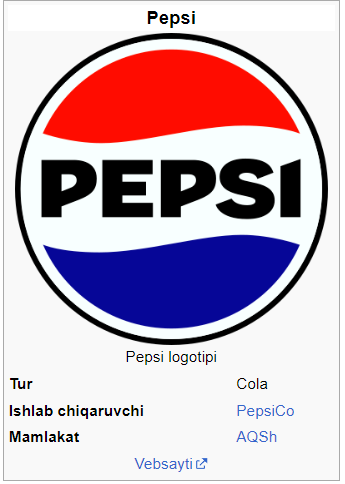 Pepsi
PEPSI
Pepsi logotipi
Tur Cola
Ishlab chiqaruvchi PepsiCo
Mamlakat AQSh
Vebsayti